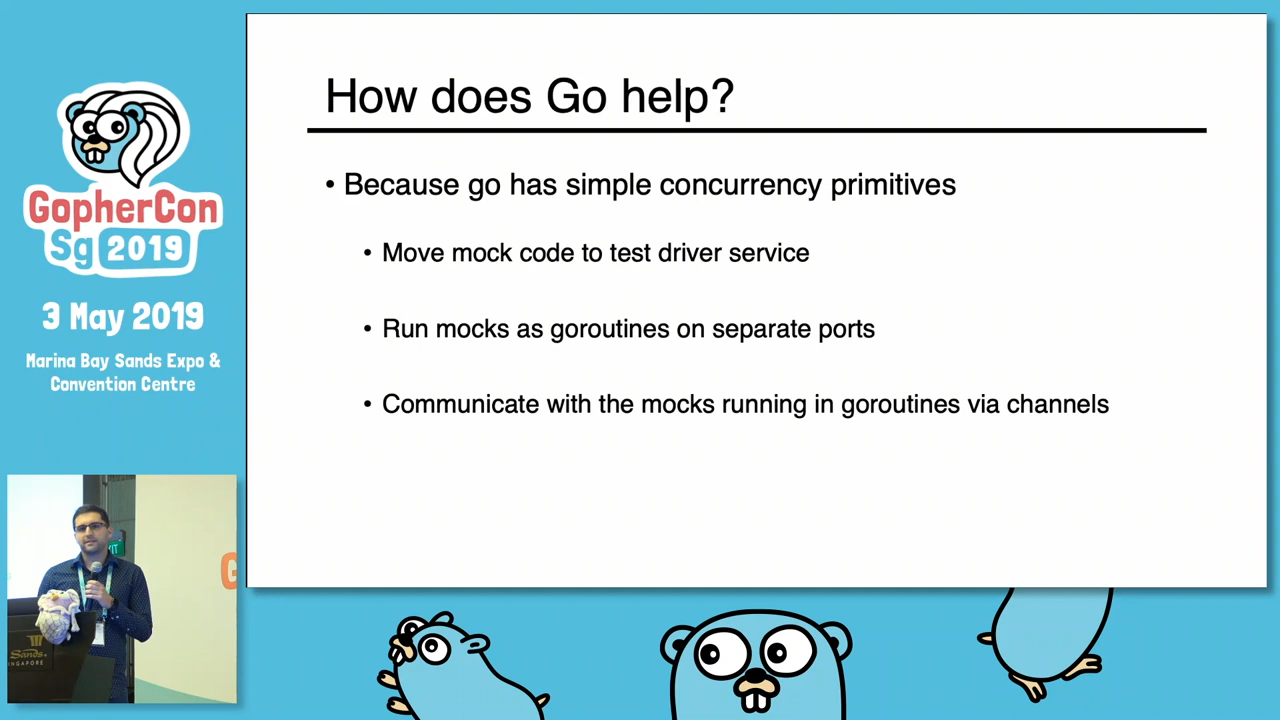 GopherCon
Sg 2019
3 May 2019
Marina Bay Sands Expo &
Convention Centre
How does Go help?
• Because go has simple concurrency primitives
• Move mock code to test driver service
• Run mocks as goroutines on separate ports
• Communicate with the mocks running in goroutines via channels
G
Sands
SINGAPORE